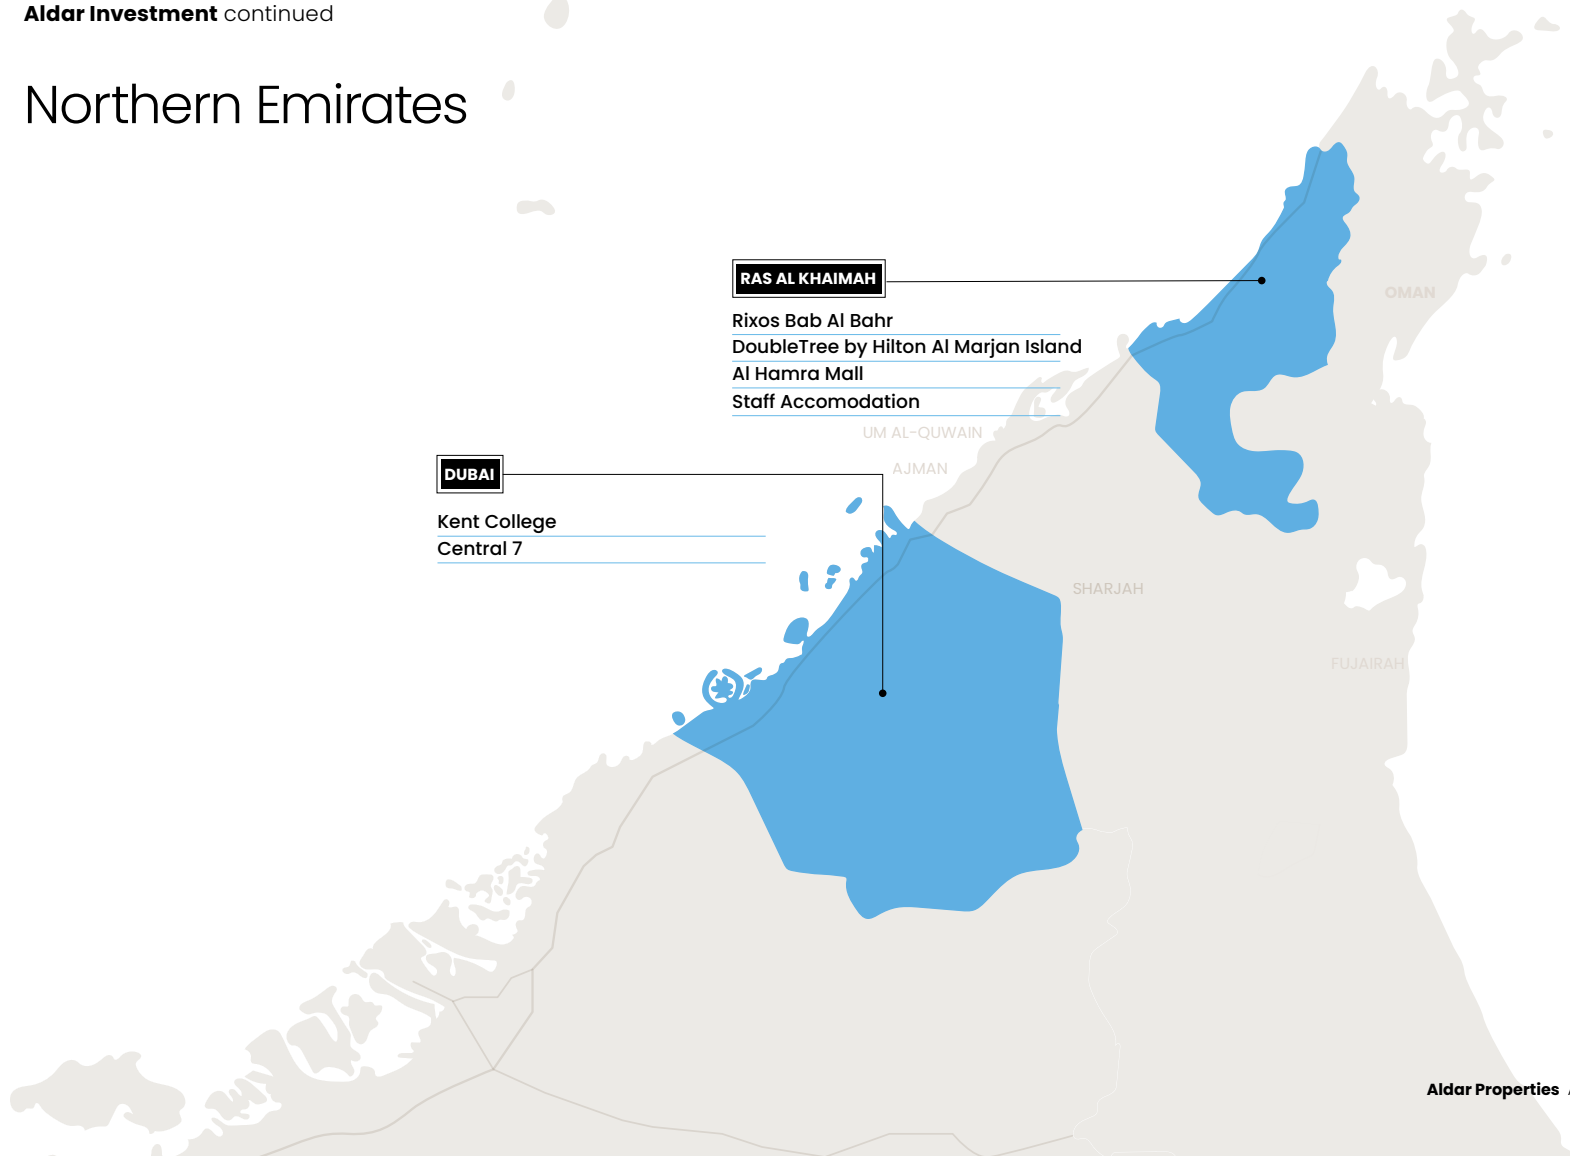 Aldar Investment continued
Northern Emirates
RAS AL KHAIMAH
Rixos Bab Al Bahr
DoubleTree by Hilton Al Marjan Island
Al Hamra Mall
Staff Accomodation
OMAN
UM AL-QUWAIN
AJMAN
DUBAI
Kent College
Central 7
SHARJAH
FUJAIRAH
Aldar Properties